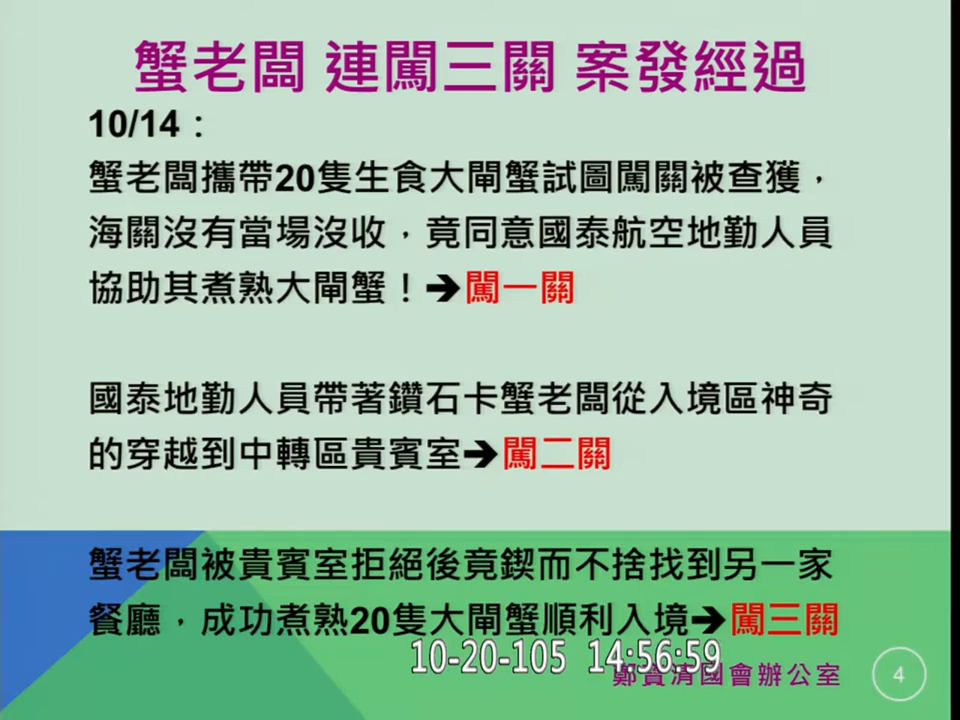 蟹老闆 連闖三關 案發經過
10/14：
蟹老闆攜帶20隻生食大閘蟹試圖闖關被查獲，
海關沒有當場沒收，竟同意國泰航空地勤人員
協助其煮熟大閘蟹！➔闖一關
國泰地勤人員帶著鑽石卡蟹老闆從入境區神奇
的穿越到中轉區貴賓室➔闖二關
蟹老闆被貴賓室拒絕後竟鍥而不捨找到另一家
餐廳，成功煮熟20隻大閘蟹順利入境➔闖三關
10-20-105 14:56:59
鄭寶清國會辦公室
4